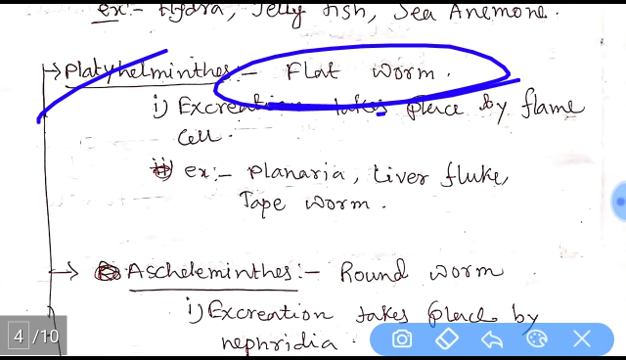 ex:- Hydra, Jelly fish, Sea Anemone.
Platyhelminthes:- Flat worm.
i) Excreation takes place by flame
cell.
ii) ex:- Planaria, Liver fluke,
Tape worm.
Ascheleminthes:- Round worm
i) Excreation takes place by
nephridia.
4 /10